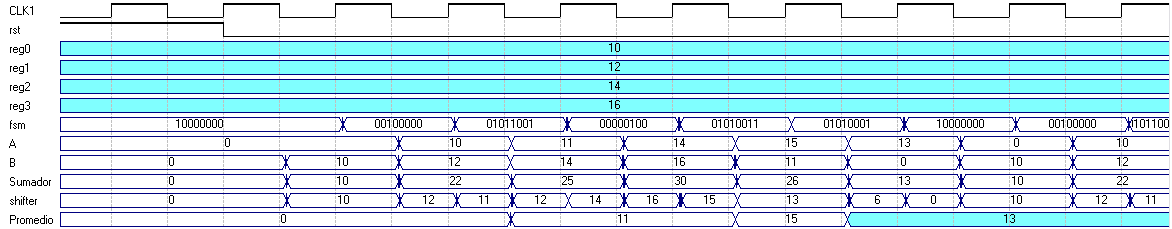 CLK1
rst
reg0 10
reg1 12
reg2 14
reg3 16
fsm 10000000 00100000 01011001 00000100 01010011 01010001 10000000 00100000 101100
A 0 10 11 14 15 13 0 10
B 0 10 12 14 16 11 0 10 12
Sumador 0 10 22 25 30 26 13 10 22
shifter 0 10 12 11 12 14 16 15 13 6 0 10 12 11
Promedio 0 11 15 13